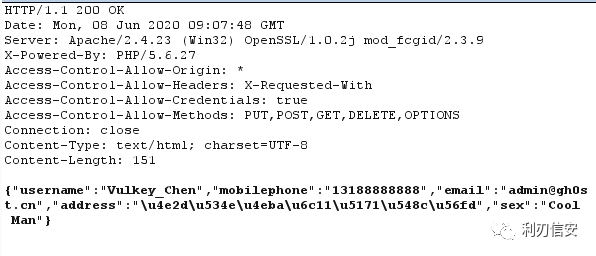 HTTP/1.1 200 OK
Date: Mon, 08 Jun 2020 09:07:48 GMT
Server: Apache/2.4.23 (Win32) OpenSSL/1.0.2j mod_fcgid/2.3.9
X-Powered-By: PHP/5.6.27
Access-Control-Allow-Origin: *
Access-Control-Allow-Headers: X-Requested-With
Access-Control-Allow-Credentials: true
Access-Control-Allow-Methods: PUT,POST,GET,DELETE,OPTIONS
Connection: close
Content-Type: text/html; charset=UTF-8
Content-Length: 151
{"username":"Vulkey_Chen","mobilephone":"13188888888","email":"admin@gh0s
t.cn","address":"\u4e2d\u534e\u4eba\u6c11\u5171\u548c\u56fd","sex":"Cool
Man"}
利刃信安